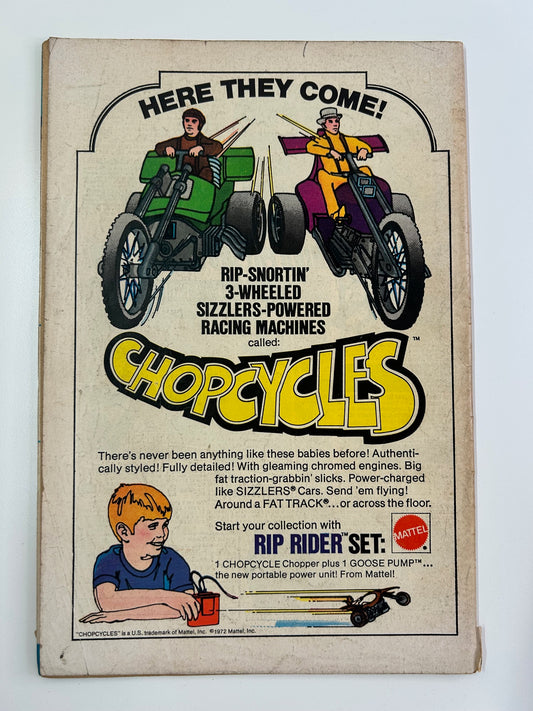 HERE THEY COME!
RIP-SNORTIN'
3-WHEELED
SIZZLERS-POWERED
RACING MACHINES
called:
CHOPCYCLES™
There's never been anything like these babies before! Authenti-
cally styled! Fully detailed! With gleaming chromed engines. Big
fat traction-grabbin' slicks. Power-charged
like SIZZLERS® Cars. Send 'em flying!
Around a FAT TRACK®...or across the floor.
Start your collection with
RIP RIDER™ SET:
MATTEL®
1 CHOPCYCLE Chopper plus 1 GOOSE PUMP™...
the new portable power unit! From Mattel!
"CHOPCYCLES" is a U.S. trademark of Mattel, Inc. ©1972 Mattel, Inc.